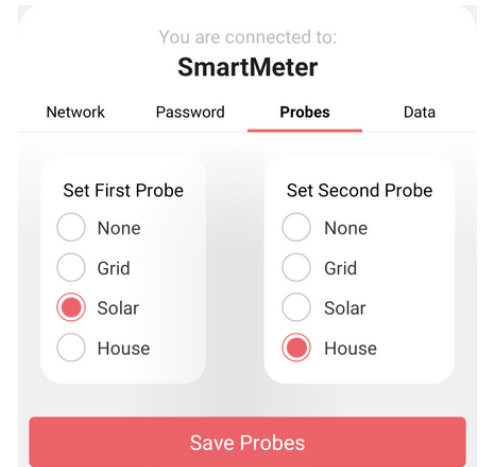 You are connected to:
SmartMeter
Network Password Probes Data
Set First Probe
None
Grid
Solar
House
Set Second Probe
None
Grid
Solar
House
Save Probes